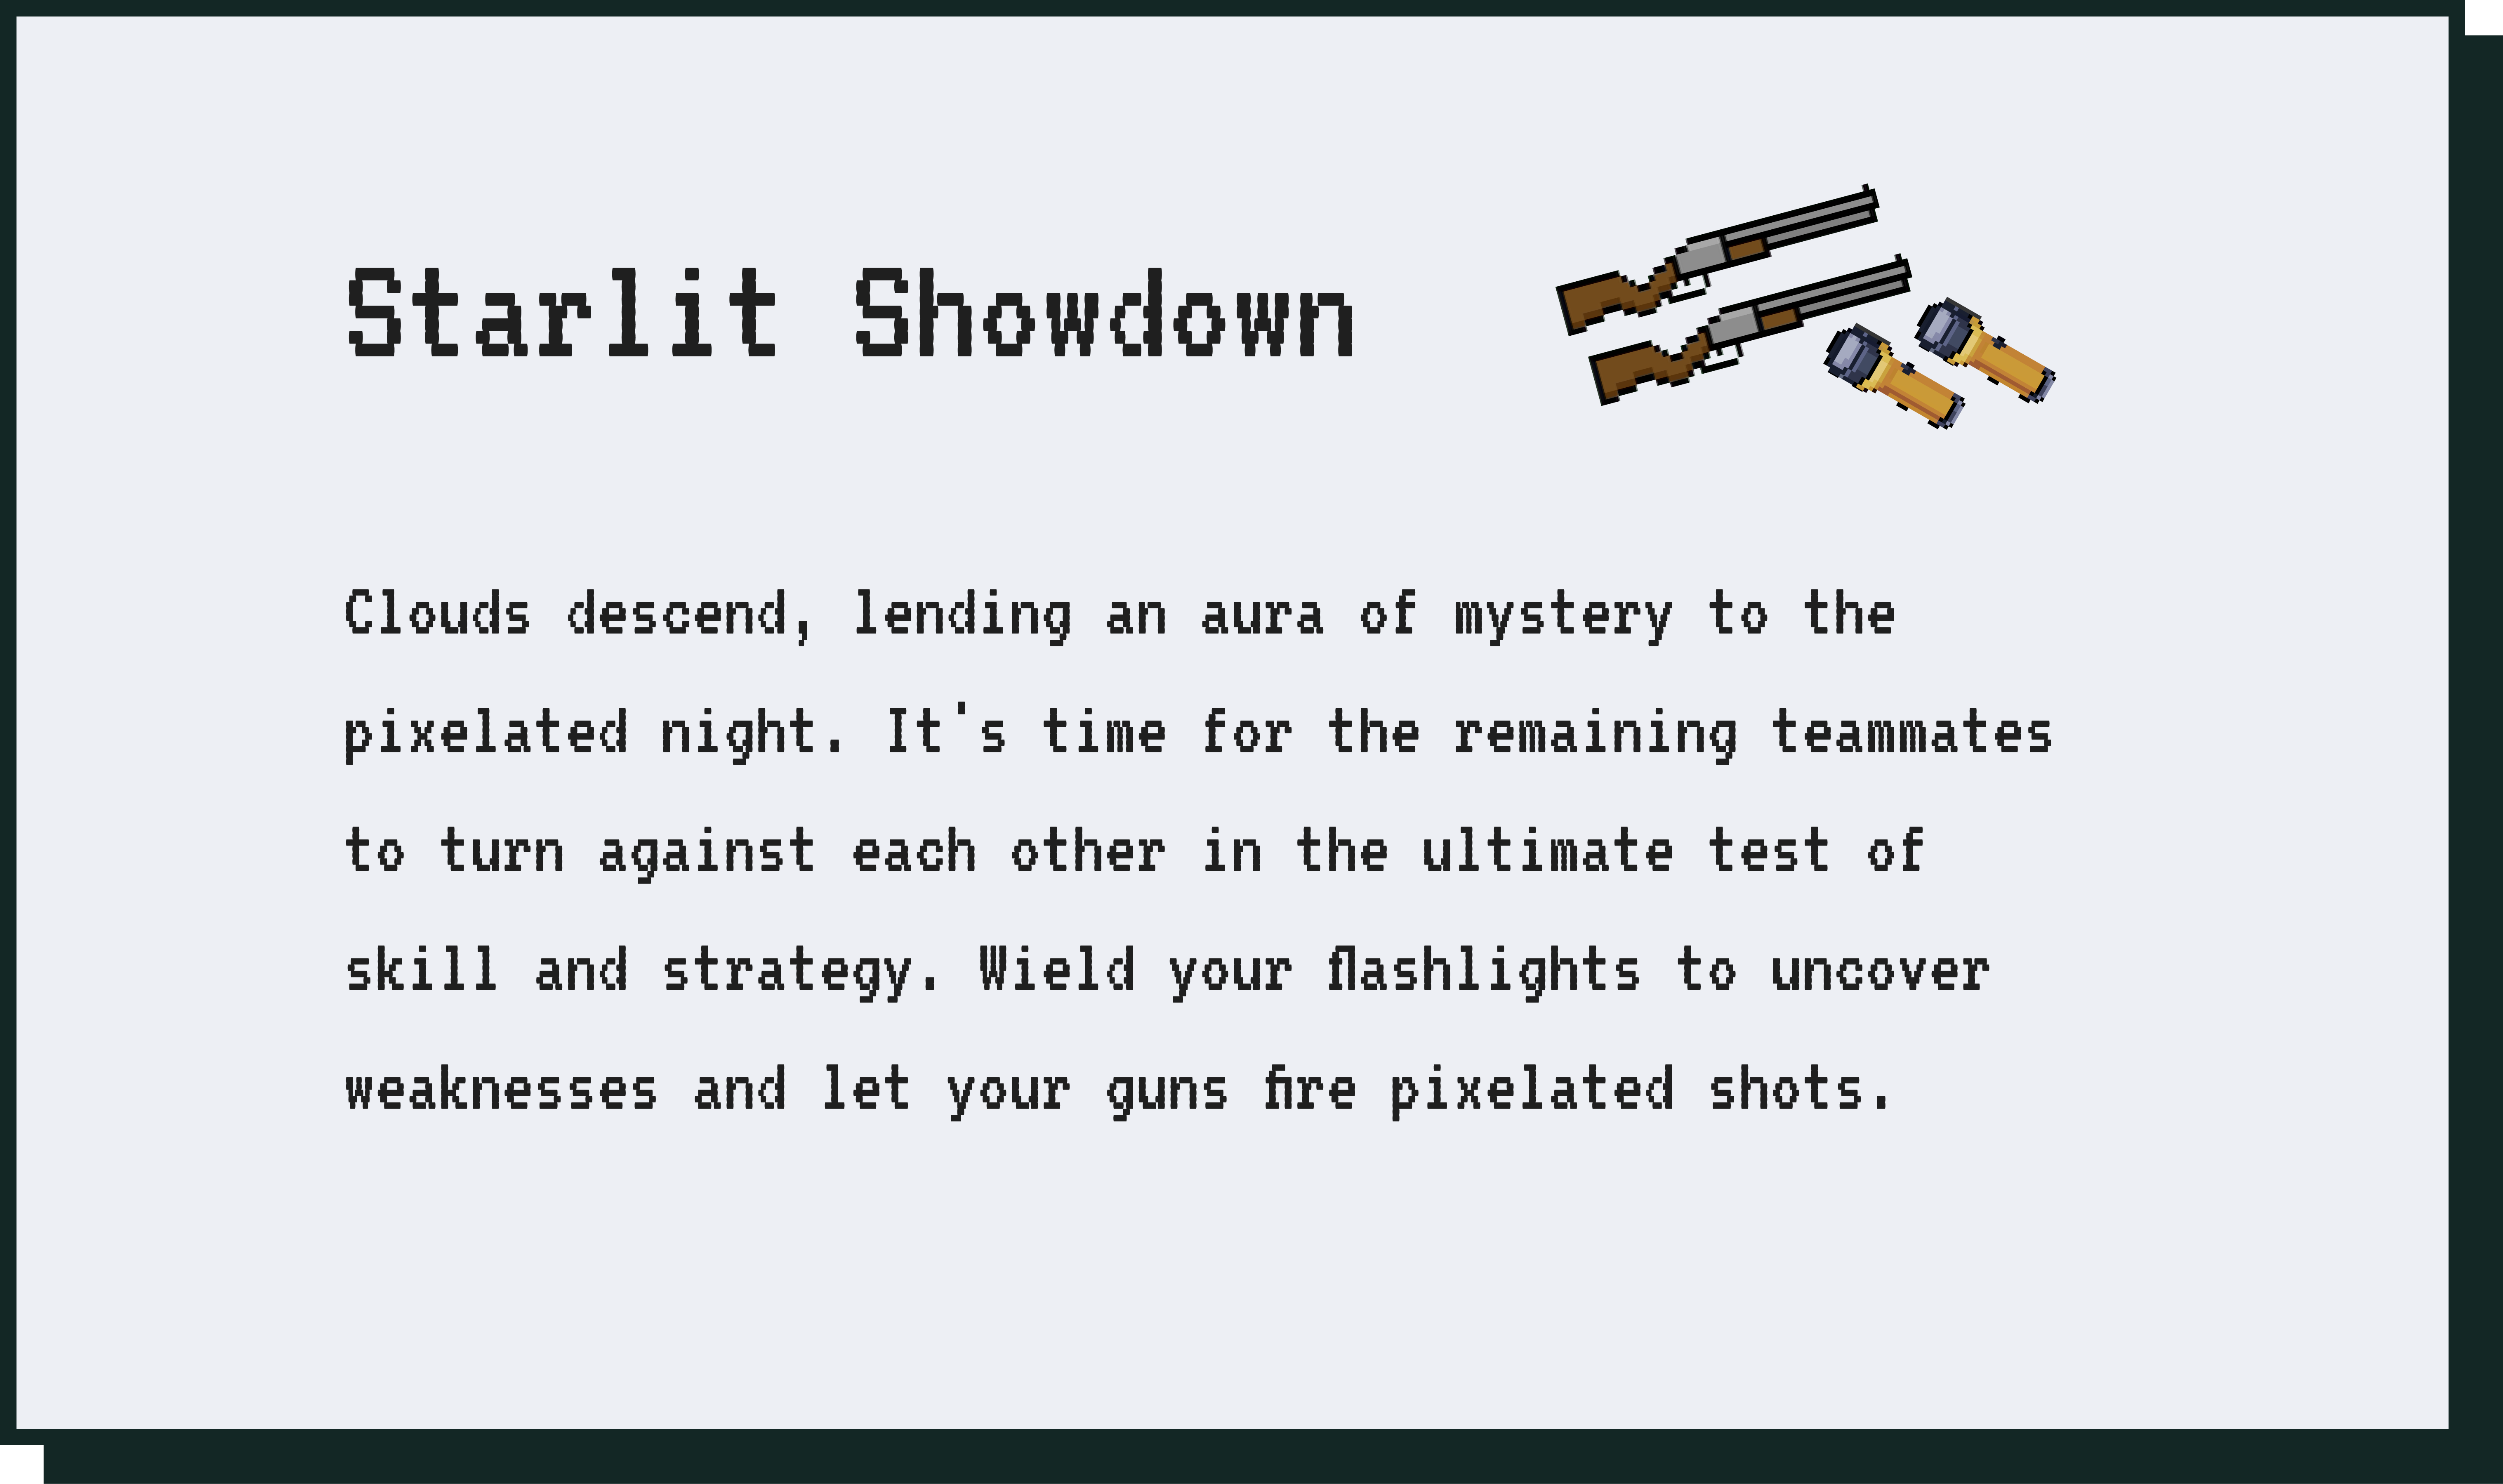 Starlit Showdown
Clouds descend, lending an aura of mystery to the
pixelated night. It's time for the remaining teammates
to turn against each other in the ultimate test of
skill and strategy. Wield your flashlights to uncover
weaknesses and let your guns fire pixelated shots.